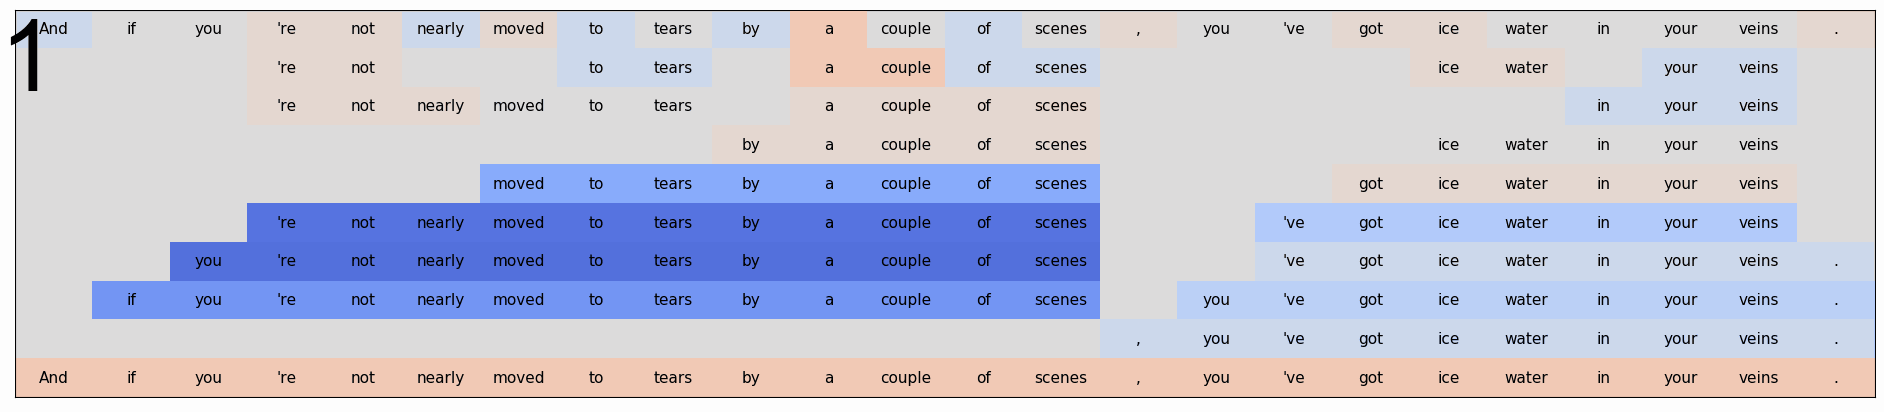 1
And if you 're not nearly moved to tears by a couple of scenes , you 've got ice water in your veins .
're not to tears a couple of scenes ice water your veins
're not nearly moved to tears a couple of scenes in your veins
by a couple of scenes ice water in your veins
moved to tears by a couple of scenes got ice water in your veins
're not nearly moved to tears by a couple of scenes 've got ice water in your veins
you 're not nearly moved to tears by a couple of scenes 've got ice water in your veins .
if you 're not nearly moved to tears by a couple of scenes you 've got ice water in your veins .
, you 've got ice water in your veins .
And if you 're not nearly moved to tears by a couple of scenes , you 've got ice water in your veins .